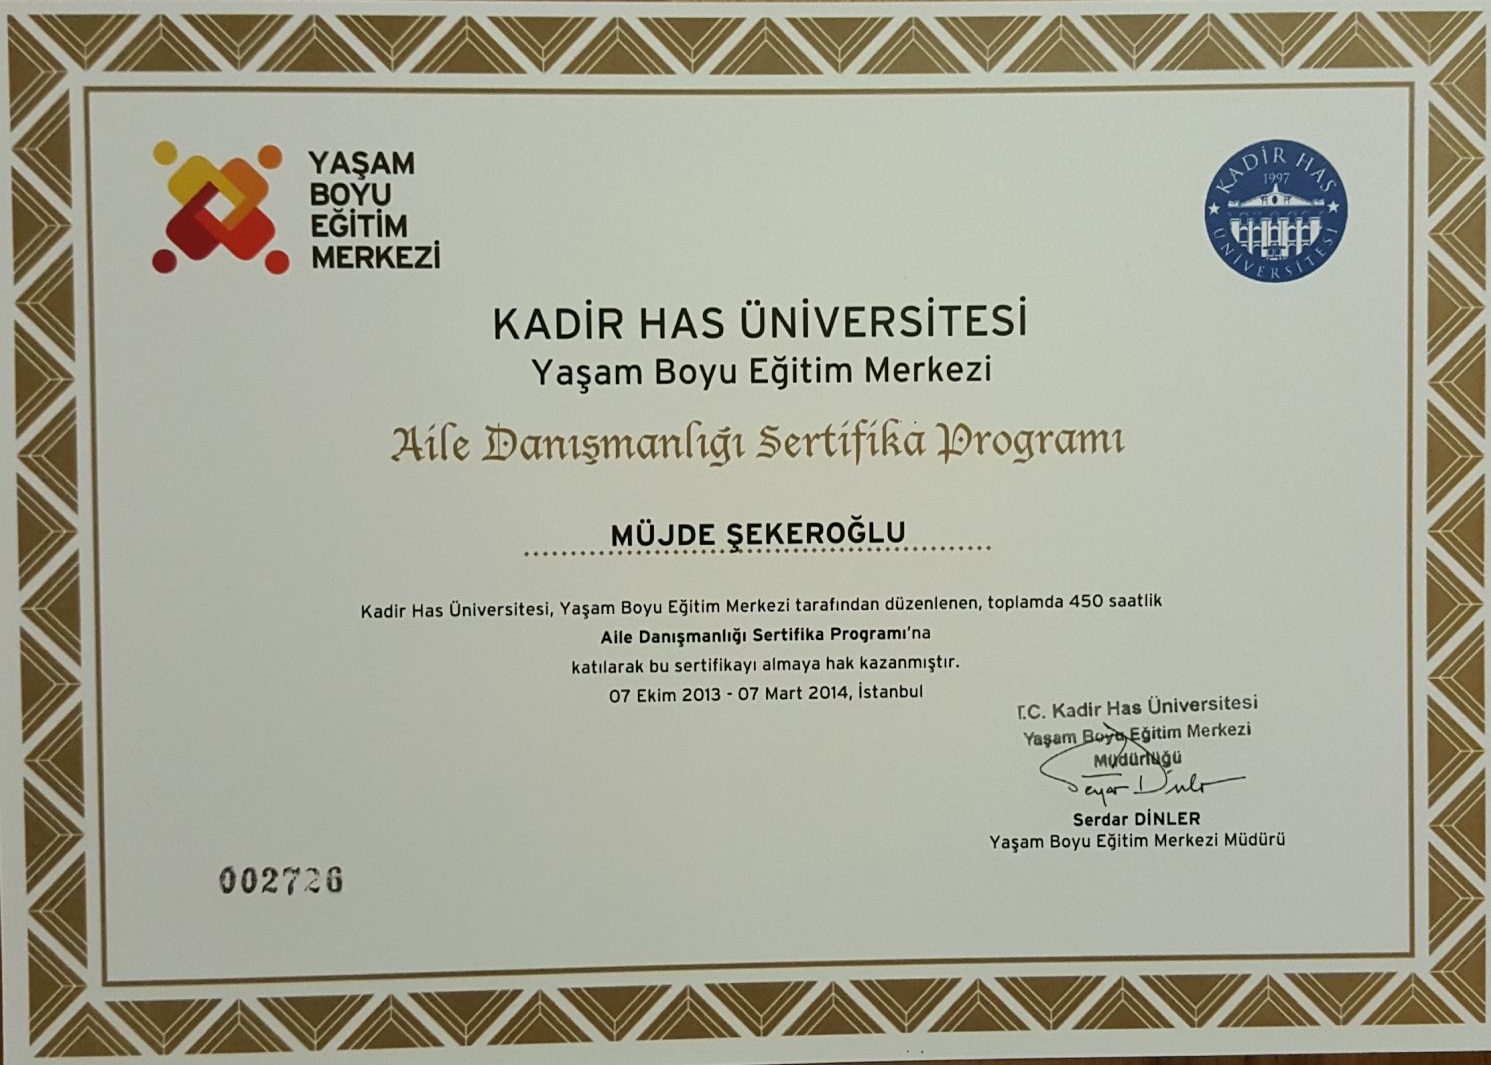 YAŞAM
BOYU
EĞİTİM
MERKEZİ
KADİR HAS
1997
ÜNİVERSİTESİ
KADİR HAS ÜNİVERSİTESİ
Yaşam Boyu Eğitim Merkezi
Aile Danışmanlığı Sertifika Programı
MÜJDE ŞEKEROĞLU
Kadir Has Üniversitesi, Yaşam Boyu Eğitim Merkezi tarafından düzenlenen, toplamda 450 saatlik
Aile Danışmanlığı Sertifika Programı'na
katılarak bu sertifikayı almaya hak kazanmıştır.
07 Ekim 2013 - 07 Mart 2014, İstanbul
T.C. Kadir Has Üniversitesi
Yaşam Boyu Eğitim Merkezi
Müdürlüğü
Serdar DİNLER
Yaşam Boyu Eğitim Merkezi Müdürü
002726